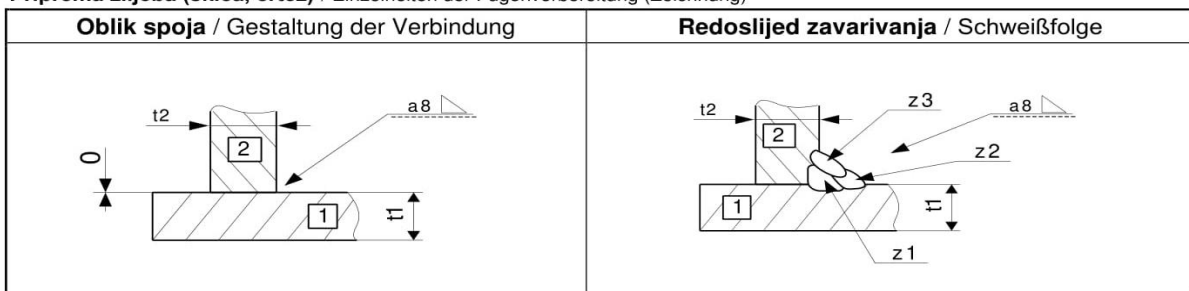 Oblik spoja / Gestaltung der Verbindung
Redoslijed zavarivanja / Schweißfolge
t2
a8
2
0
1
t1
t2
z3
a8
2
z2
1
t1
z1